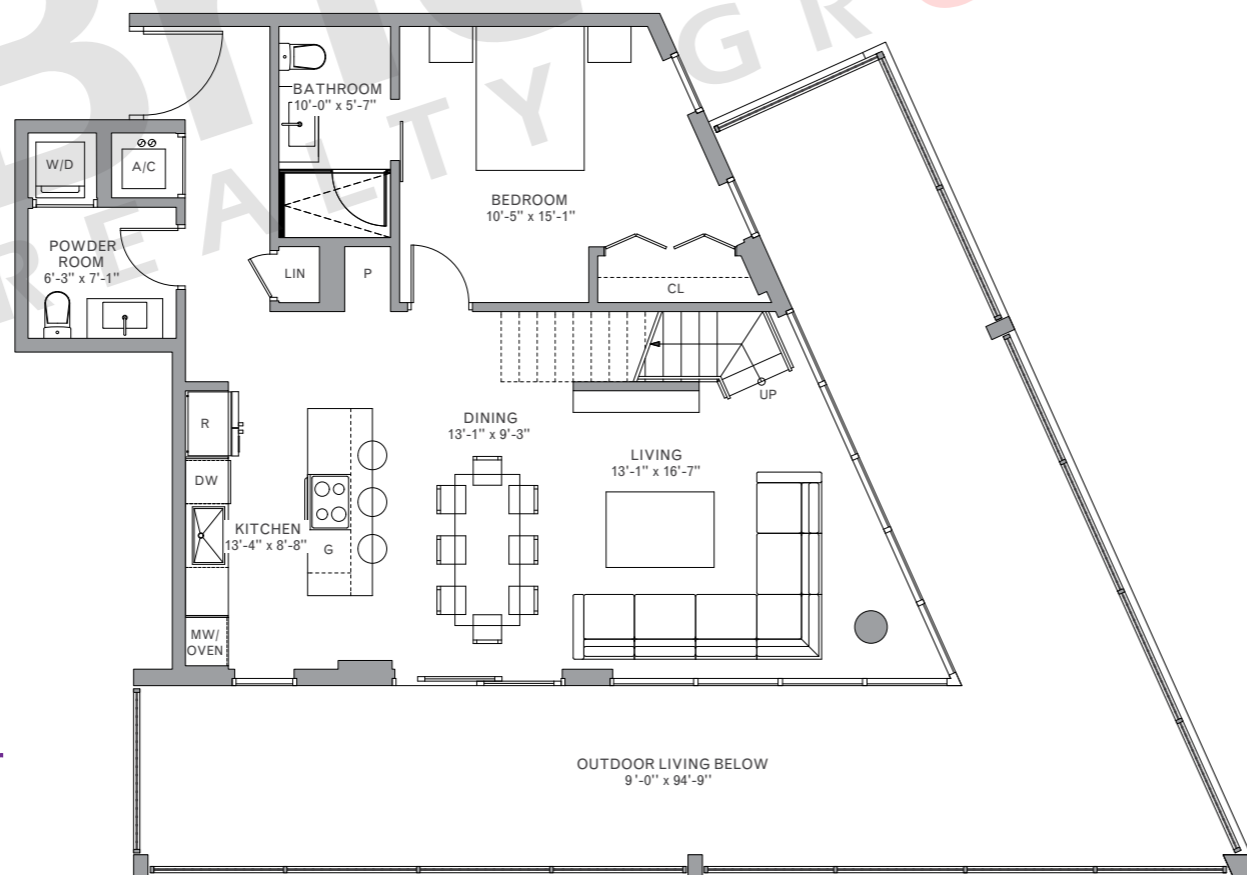 BATHROOM
10'-0" x 5'-7"
W/D
A/C
BEDROOM
10'-5" x 15'-1"
POWDER
ROOM
6'-3" x 7'-1"
LIN
P
CL
UP
R
DINING
13'-1" x 9'-3"
LIVING
13'-1" x 16'-7"
DW
KITCHEN
13'-4" x 8'-8"
G
MW/
OVEN
OUTDOOR LIVING BELOW
9'-0" x 94'-9"
REALTY GR